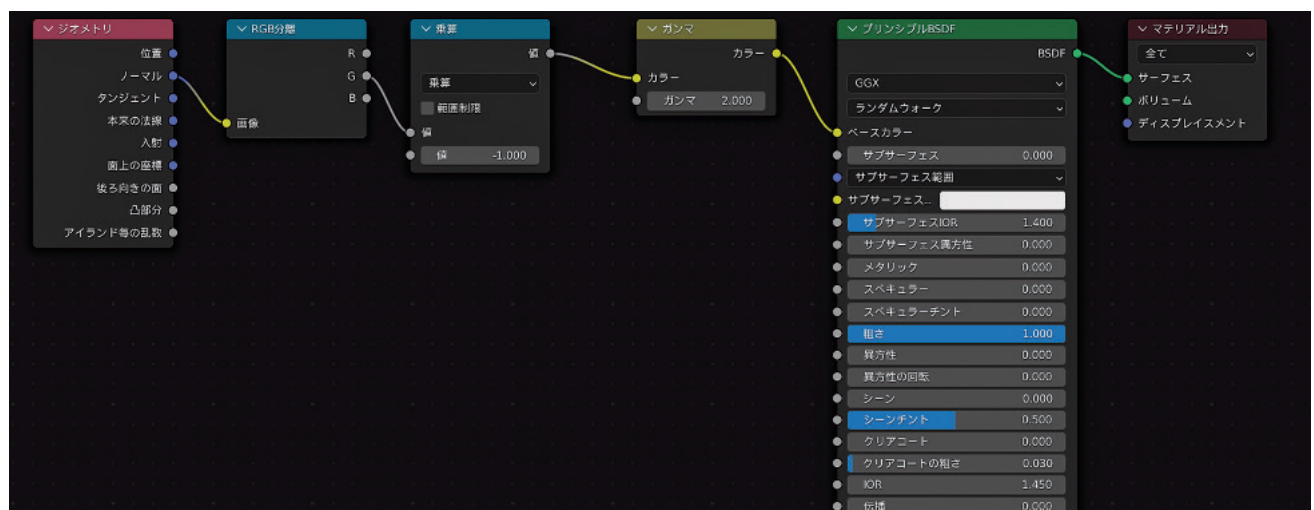 ジオメトリ
位置
ノーマル
タンジェント
本来の法線
入射
面上の座標
後ろ向きの面
凸部分
アイランド毎の乱数
RGB分離
R
G
B
画像
乗算
値
乗算
範囲制限
値
値 -1.000
ガンマ
カラー
カラー
ガンマ 2.000
プリンシプルBSDF
BSDF
GGX
ランダムウォーク
ベースカラー
サブサーフェス 0.000
サブサーフェス範囲
サブサーフェス...
サブサーフェスIOR 1.400
サブサーフェス異方性 0.000
メタリック 0.000
スペキュラー 0.000
スペキュラーチント 0.000
粗さ 1.000
異方性 0.000
異方性の回転 0.000
シーン 0.000
シーンチント 0.500
クリアコート 0.000
クリアコートの粗さ 0.030
IOR 1.450
伝播 0.000
マテリアル出力
全て
サーフェス
ボリューム
ディスプレイスメント